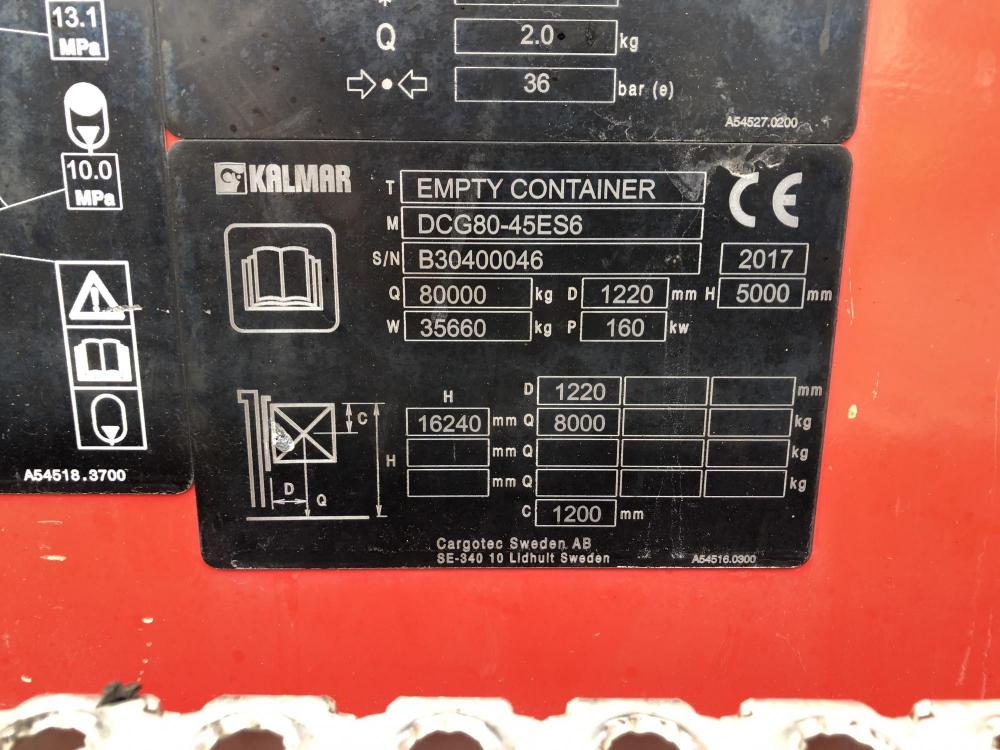 13.1
MPa
10.0
MPa
A54518.3700
Q 2.0 kg
36 bar (e)
A54527.0200
KALMAR
T EMPTY CONTAINER
CE
M DCG80-45ES6
S/N B30400046 2017
Q 80000 kg D 1220 mm H 5000 mm
W 35660 kg P 160 kw
D 1220 mm
H
16240 mm Q 8000 kg
mm Q kg
mm Q kg
C 1200 mm
C
H
D
Q
Cargotec Sweden AB
SE-340 10 Lidhult Sweden
A54516.0300